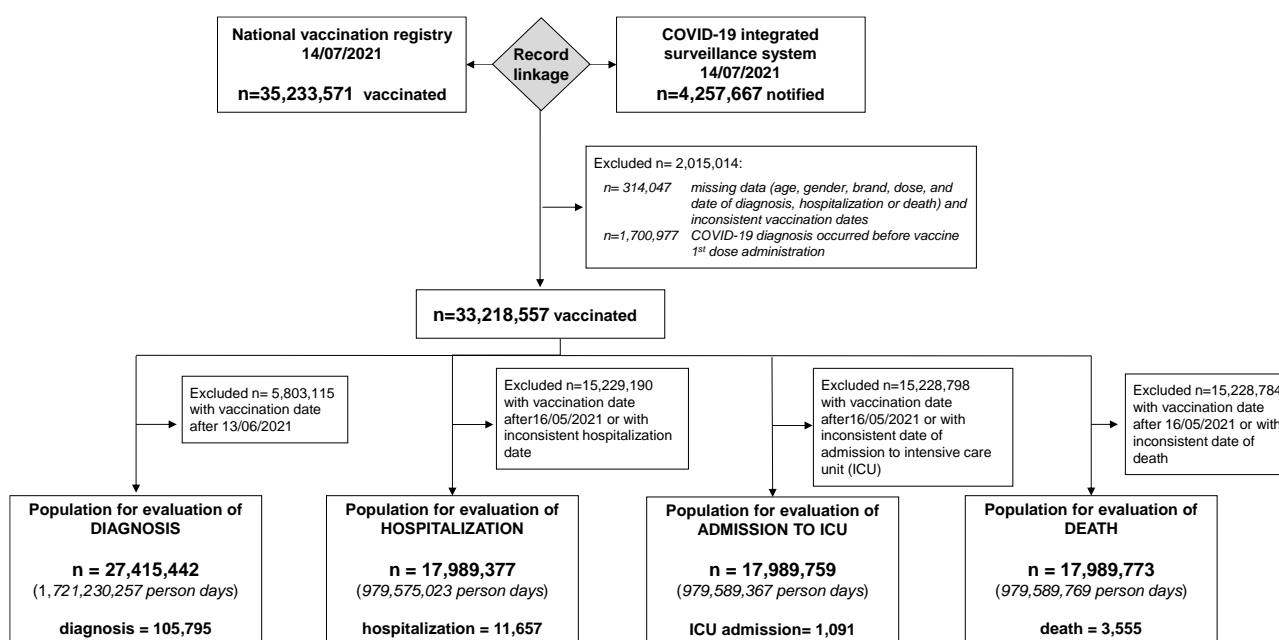 National vaccination registry
14/07/2021
n=35,233,571 vaccinated
Record
linkage
COVID-19 integrated
surveillance system
14/07/2021
n=4,257,667 notified
Excluded n= 2,015,014:
n= 314,047 missing data (age, gender, brand, dose, and
date of diagnosis, hospitalization or death) and
inconsistent vaccination dates
n=1,700,977 COVID-19 diagnosis occurred before vaccine
1st dose administration
n=33,218,557 vaccinated
Excluded n= 5,803,115
with vaccination date
after 13/06/2021
Excluded n=15,229,190
with vaccination date
after16/05/2021 or with
inconsistent hospitalization
date
Excluded n=15,228,798
with vaccination date
after16/05/2021 or with
inconsistent date of
admission to intensive care
unit (ICU)
Excluded n=15,228,784
with vaccination date
after 16/05/2021 or with
inconsistent date of
death
Population for evaluation of
DIAGNOSIS
n = 27,415,442
(1,721,230,257 person days)
diagnosis = 105,795
Population for evaluation of
HOSPITALIZATION
n = 17,989,377
(979,575,023 person days)
hospitalization = 11,657
Population for evaluation of
ADMISSION TO ICU
n = 17,989,759
(979,589,367 person days)
ICU admission= 1,091
Population for evaluation of
DEATH
n = 17,989,773
(979,589,769 person days)
death = 3,555